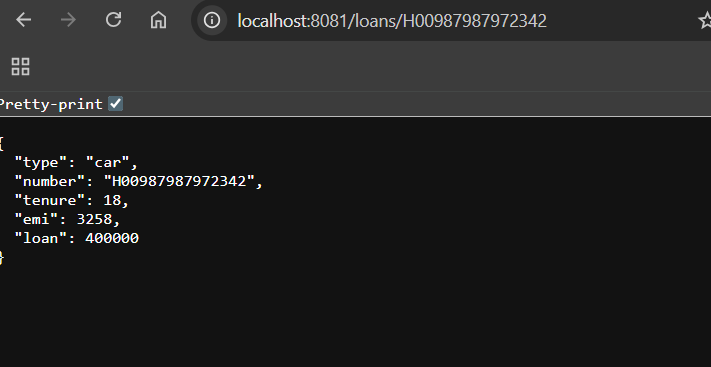 localhost:8081/loans/H00987987972342
Pretty-print
{
"type": "car",
"number": "H00987987972342",
"tenure": 18,
"emi": 3258,
"loan": 400000
}